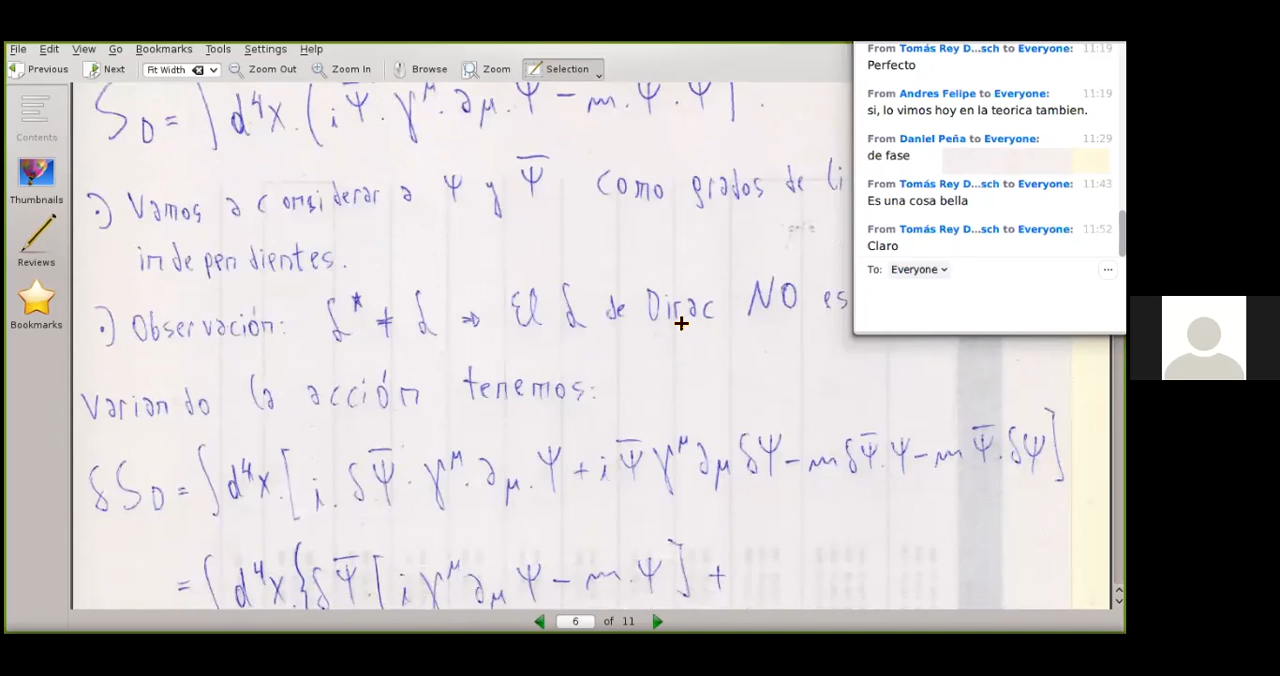 File Edit View Go Bookmarks Tools Settings Help
Previous Next Fit Width Zoom Out Zoom In Browse Zoom Selection
Contents
Thumbnails
Reviews
Bookmarks
S_D = ∫ d⁴x. (i Ψ̄. γ^μ. ∂_μ. Ψ − m. Ψ̄. Ψ).
·) Vamos a considerar a Ψ y Ψ̄ como grados de li
independientes.
·) Observación: ℒ* ≠ ℒ ⇒ El ℒ de Dirac NO es
Variando la acción tenemos:
δS_D = ∫ d⁴x. [i. δΨ̄. γ^μ. ∂_μ. Ψ + i Ψ̄ γ^μ ∂_μ δΨ − m δΨ̄. Ψ − m Ψ̄. δΨ]
= ∫ d⁴x. {δΨ̄. [i γ^μ ∂_μ Ψ − m. Ψ] +
6 of 11
From Tomás Rey D...sch to Everyone: 11:19
Perfecto
From Andres Felipe to Everyone: 11:19
si, lo vimos hoy en la teorica tambien.
From Daniel Peña to Everyone: 11:29
de fase
From Tomás Rey D...sch to Everyone: 11:43
Es una cosa bella
From Tomás Rey D...sch to Everyone: 11:52
Claro
To: Everyone